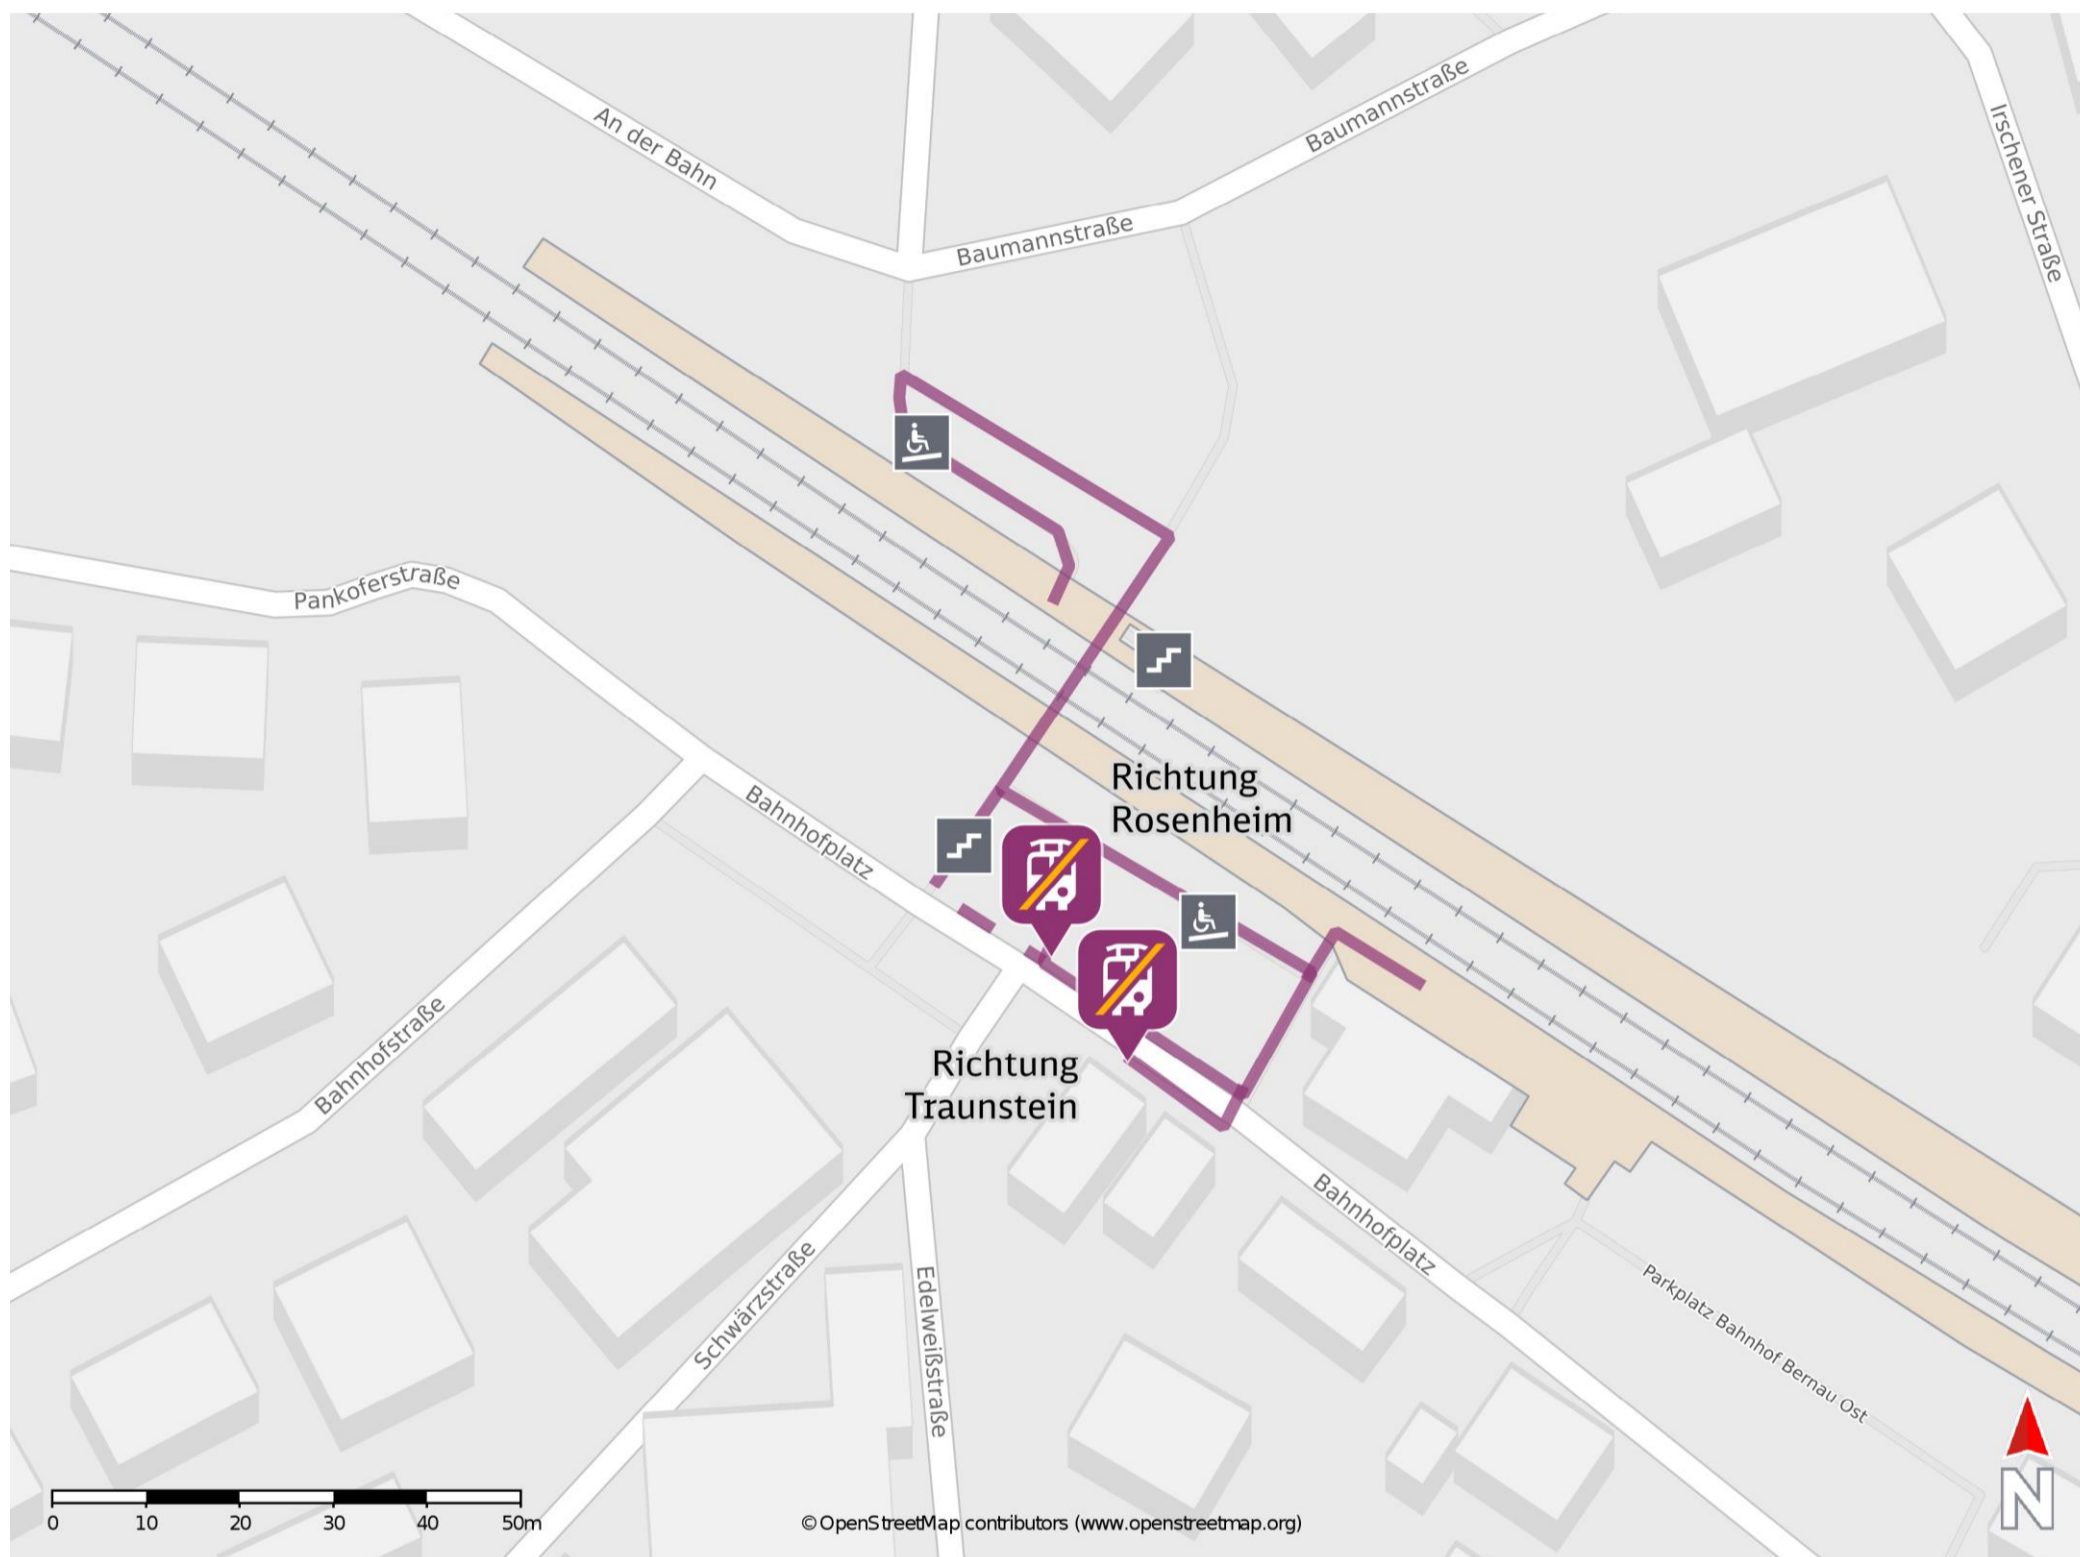 An der Bahn
Baumannstraße
Baumannstraße
Irschener Straße
Pankoferstraße
Bahnhofplatz
Richtung
Rosenheim
Bahnhofstraße
Richtung
Traunstein
Bahnhofplatz
Schwärzstraße
Edelweißstraße
Parkplatz Bahnhof Bernau Ost
N
0 10 20 30 40 50m
© OpenStreetMap contributors (www.openstreetmap.org)